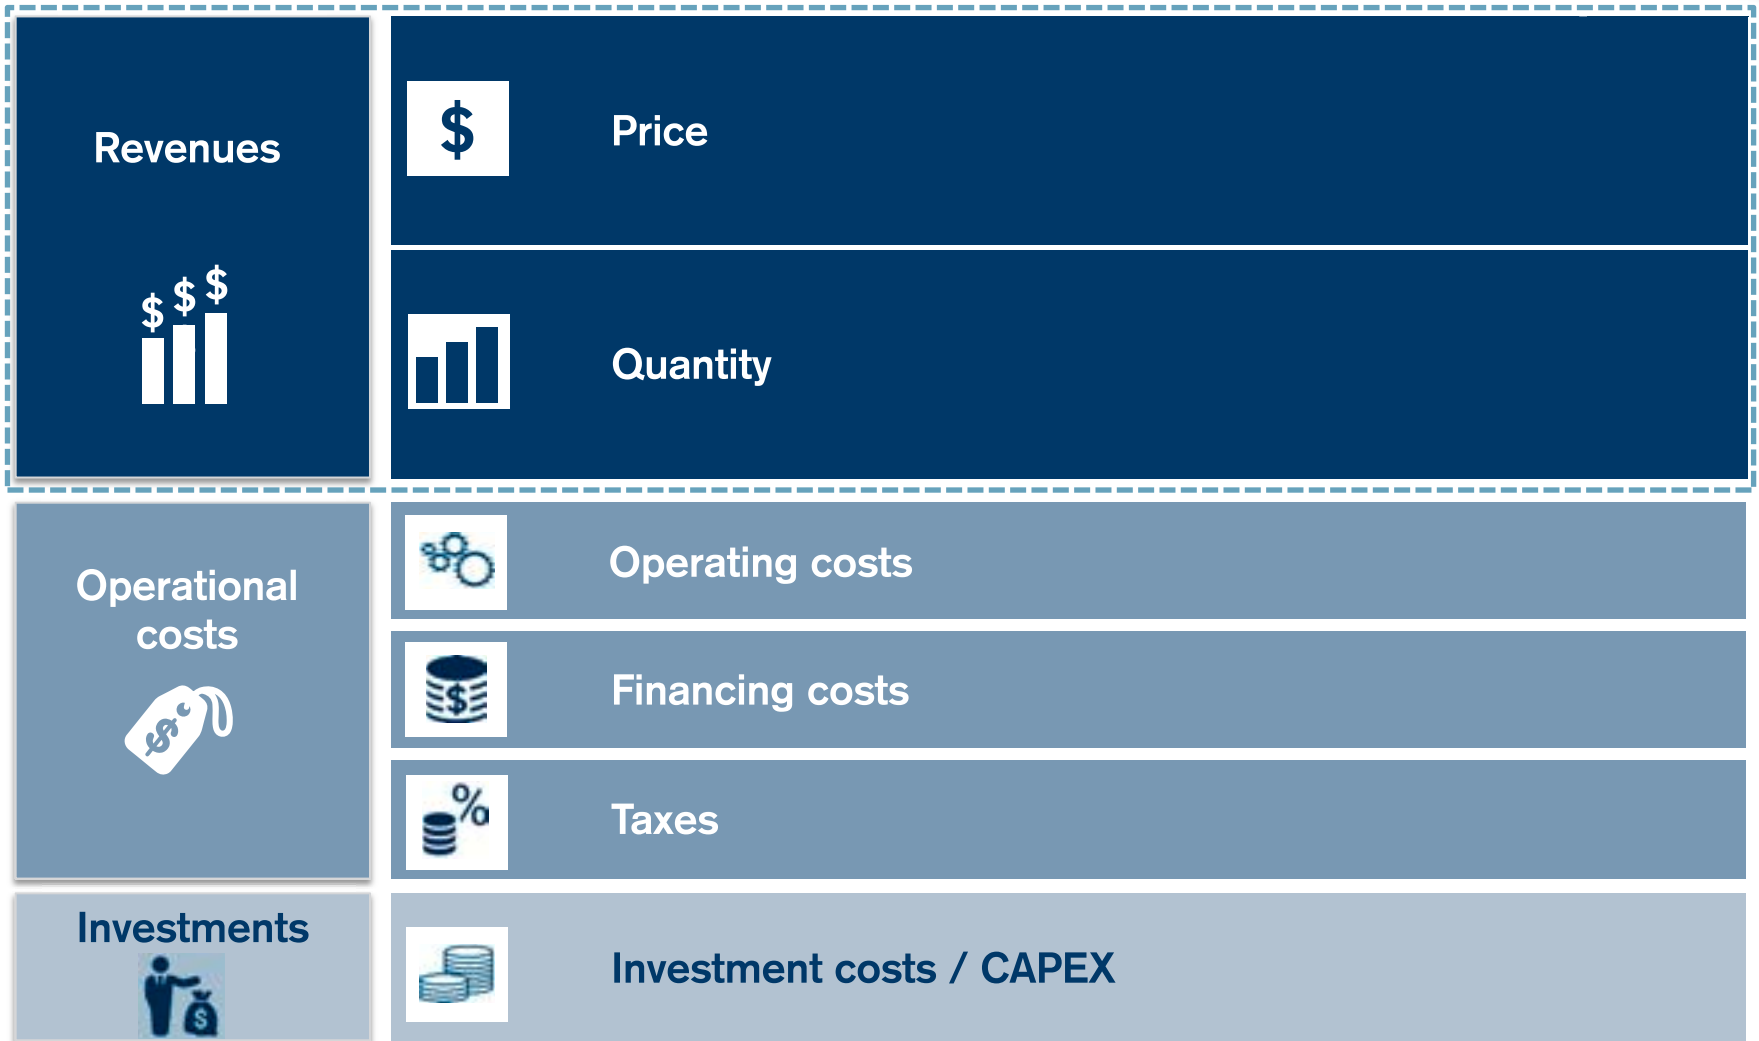 Revenues
$ $ $
$
Price
Quantity
Operational
costs
$
Operating costs
$
Financing costs
%
Taxes
Investments
$
Investment costs / CAPEX